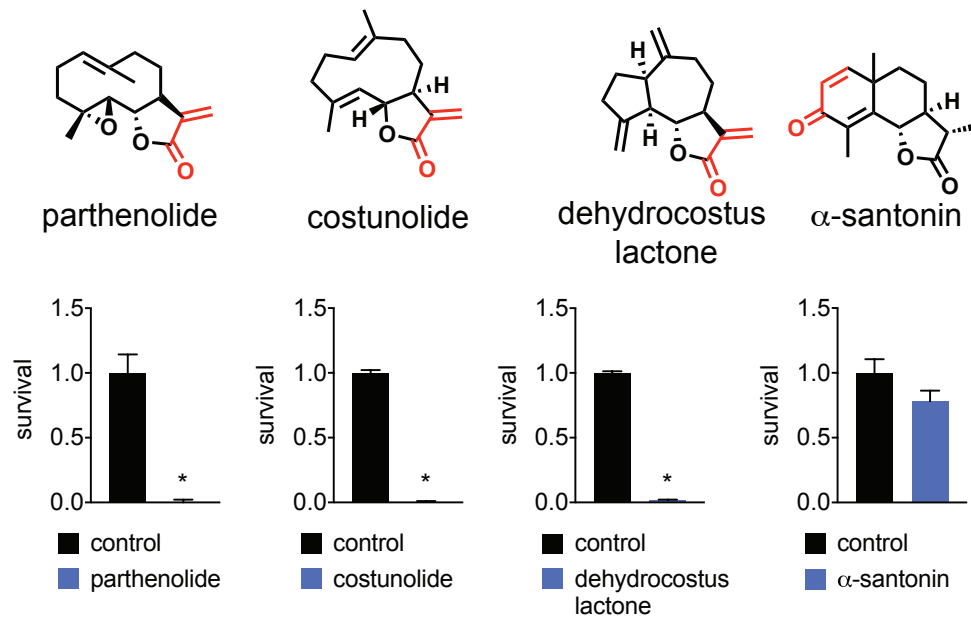 O
O
O
parthenolide
H
H
O
O
costunolide
H
H
O
O
dehydrocostus
lactone
O
H
O
O
α-santonin
survival
1.5
1.0
0.5
0.0
*
control
parthenolide
survival
1.5
1.0
0.5
0.0
*
control
costunolide
survival
1.5
1.0
0.5
0.0
*
control
dehydrocostus
lactone
survival
1.5
1.0
0.5
0.0
control
α-santonin